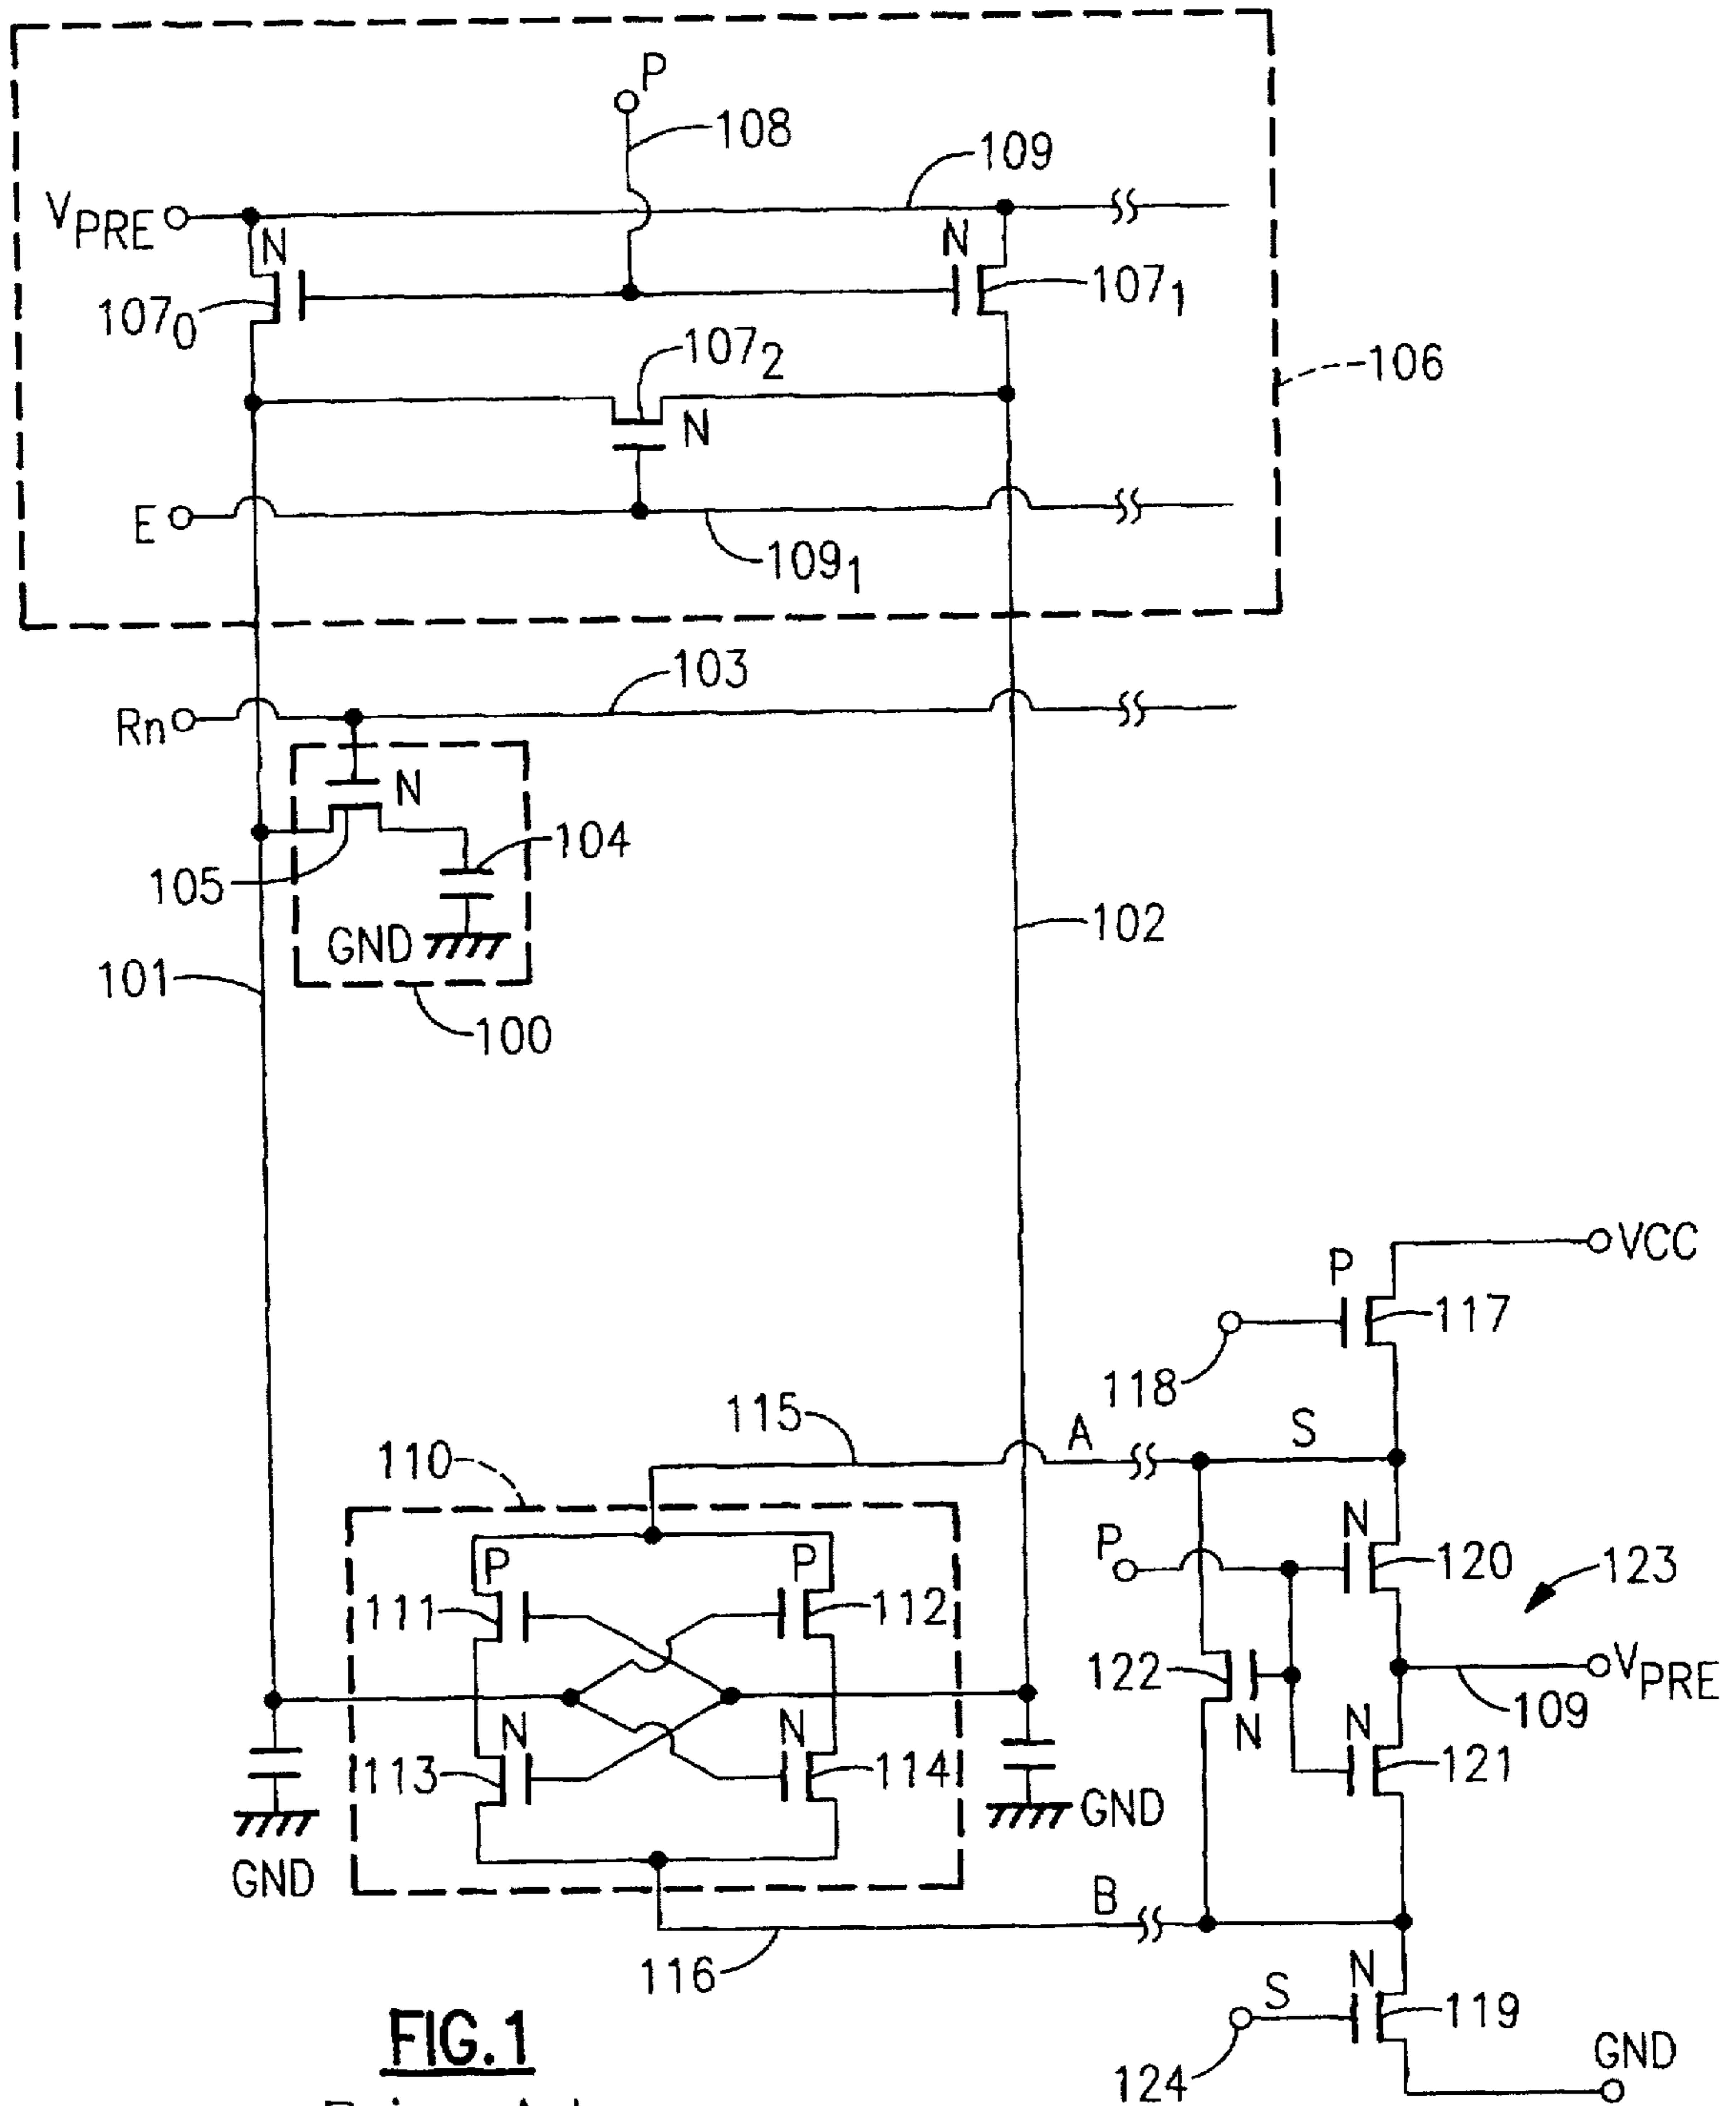 P
108
109
VPRE
N
N
1070
1071
1072
106
N
E
1091
103
Rn
N
104
105
GND
102
101
100
VCC
P
117
118
115
A
S
110
N
P
120
123
P
P
111
112
122
VPRE
109
N
N
N
N
113
114
121
GND
GND
B
116
N
S
119
GND
124
FIG.1